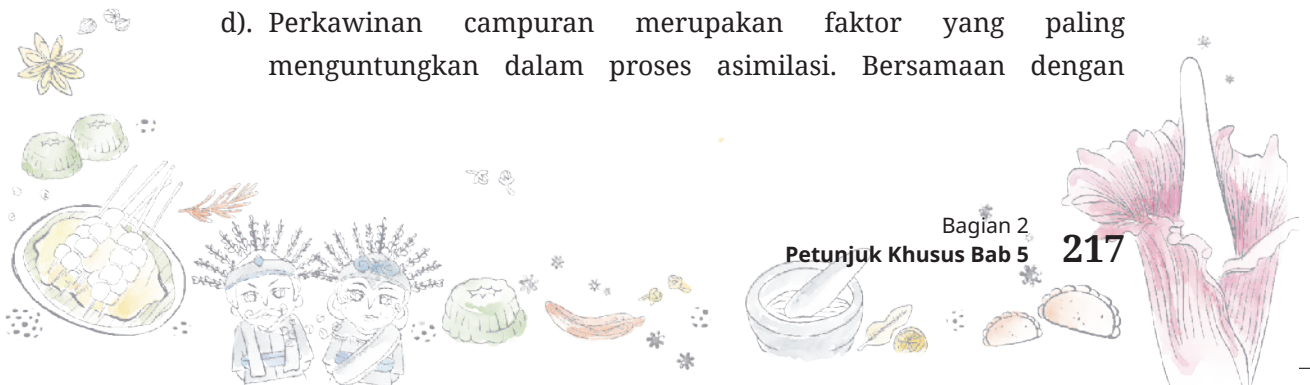 d). Perkawinan campuran merupakan faktor yang paling
menguntungkan dalam proses asimilasi. Bersamaan dengan
Bagian 2
Petunjuk Khusus Bab 5 217